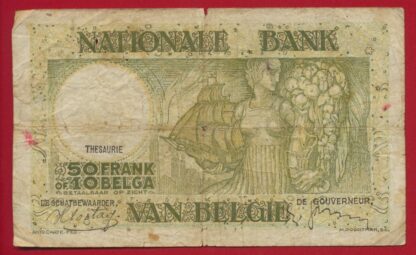 NATIONALE BANK
THESAURIE
50 FRANK
OF 10 BELGA
BETAALBAAR OP ZICHT
DE SCHATBEWAARDER,
DE GOUVERNEUR,
VAN BELGIE